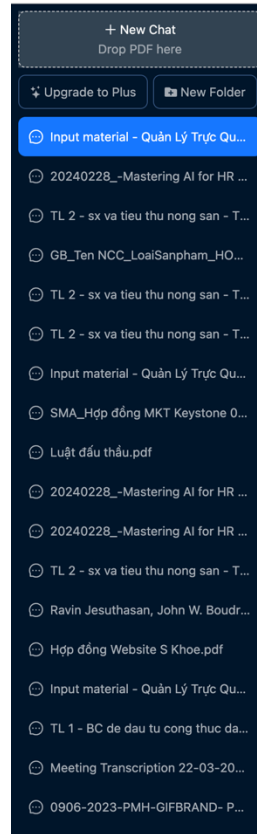 + New Chat
Drop PDF here
Upgrade to Plus
New Folder
Input material - Quản Lý Trực Qu...
20240228_-Mastering AI for HR ...
TL 2 - sx va tieu thu nong san - T...
GB_Ten NCC_LoaiSanpham_HO...
TL 2 - sx va tieu thu nong san - T...
TL 2 - sx va tieu thu nong san - T...
Input material - Quản Lý Trực Qu...
SMA_Hợp đồng MKT Keystone 0...
Luật đấu thầu.pdf
20240228_-Mastering AI for HR ...
20240228_-Mastering AI for HR ...
TL 2 - sx va tieu thu nong san - T...
Ravin Jesuthasan, John W. Boudr...
Hợp đồng Website S Khoe.pdf
Input material - Quản Lý Trực Qu...
TL 1 - BC de dau tu cong thuc da...
Meeting Transcription 22-03-20...
0906-2023-PMH-GIFBRAND- P...